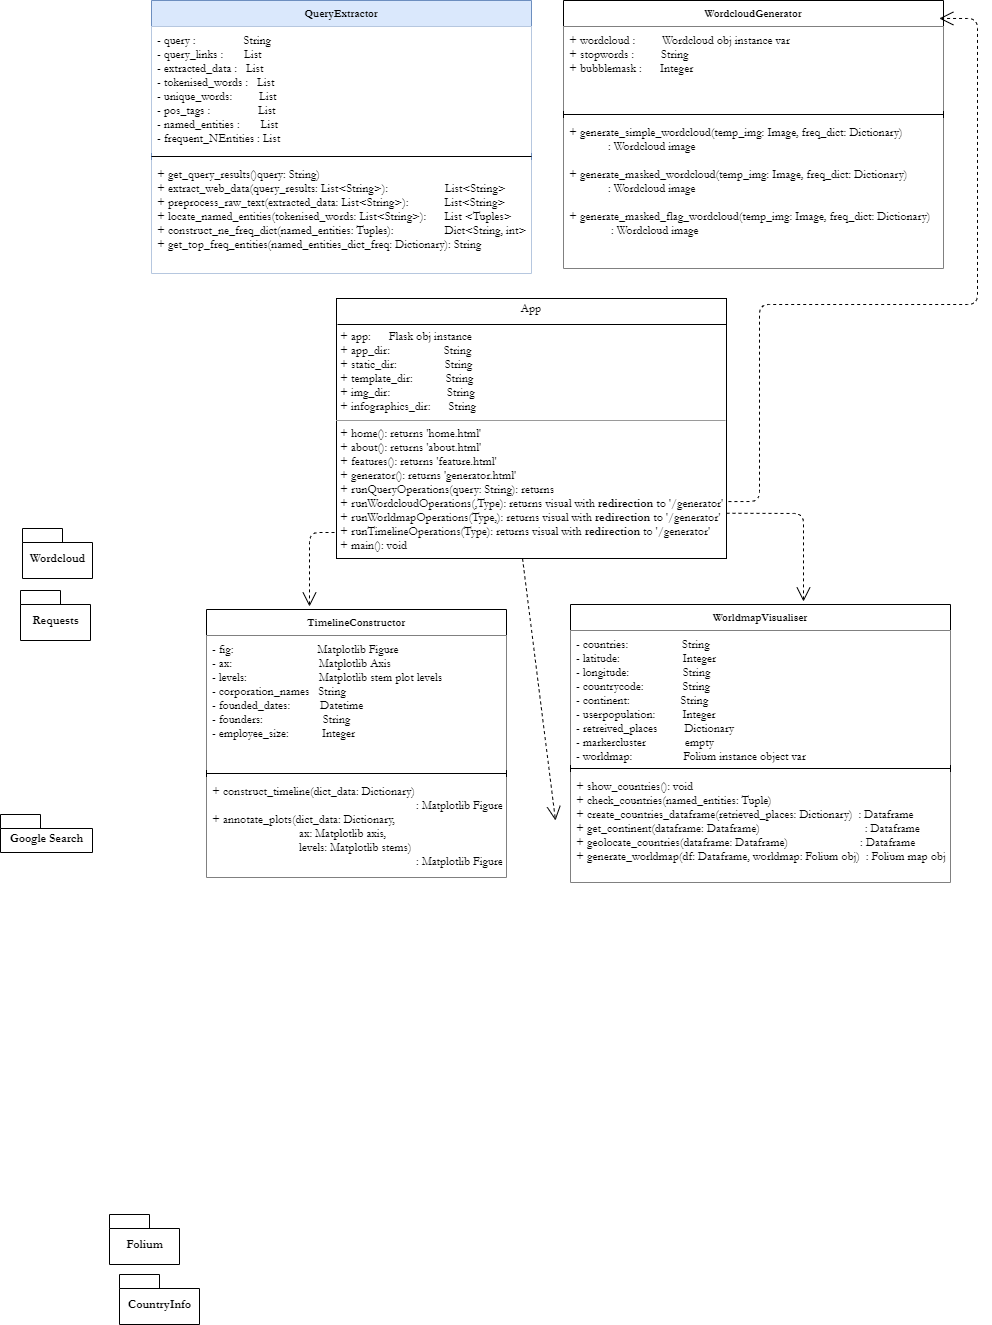 QueryExtractor
- query : String
- query_links : List
- extracted_data : List
- tokenised_words : List
- unique_words: List
- pos_tags : List
- named_entities : List
- frequent_NEntities : List
+ get_query_results()query: String)
+ extract_web_data(query_results: List<String>): List<String>
+ preprocess_raw_text(extracted_data: List<String>): List<String>
+ locate_named_entities(tokenised_words: List<String>): List <Tuples>
+ construct_ne_freq_dict(named_entities: Tuples): Dict<String, int>
+ get_top_freq_entities(named_entities_dict_freq: Dictionary): String
WordcloudGenerator
+ wordcloud : Wordcloud obj instance var
+ stopwords : String
+ bubblemask : Integer
+ generate_simple_wordcloud(temp_img: Image, freq_dict: Dictionary)
: Wordcloud image
+ generate_masked_wordcloud(temp_img: Image, freq_dict: Dictionary)
: Wordcloud image
+ generate_masked_flag_wordcloud(temp_img: Image, freq_dict: Dictionary)
: Wordcloud image
App
+ app: Flask obj instance
+ app_dir: String
+ static_dir: String
+ template_dir: String
+ img_dir: String
+ infographics_dir: String
+ home(): returns 'home.html'
+ about(): returns 'about.html'
+ features(): returns 'feature.html'
+ generator(): returns 'generator.html'
+ runQueryOperations(query: String): returns
+ runWordcloudOperations(,Type): returns visual with redirection to '/generator'
+ runWorldmapOperations(Type,): returns visual with redirection to '/generator'
+ runTimelineOperations(Type): returns visual with redirection to '/generator'
+ main(): void
Wordcloud
Requests
TimelineConstructor
- fig: Matplotlib Figure
- ax: Matplotlib Axis
- levels: Matplotlib stem plot levels
- corporation_names String
- founded_dates: Datetime
- founders: String
- employee_size: Integer
+ construct_timeline(dict_data: Dictionary)
: Matplotlib Figure
+ annotate_plots(dict_data: Dictionary,
ax: Matplotlib axis,
levels: Matplotlib stems)
: Matplotlib Figure
WorldmapVisualiser
- countries: String
- latitude: Integer
- longitude: String
- countrycode: String
- continent: String
- userpopulation: Integer
- retreived_places Dictionary
- markercluster empty
- worldmap: Folium instance object var
+ show_countries(): void
+ check_countries(named_entities: Tuple)
+ create_countries_dataframe(retrieved_places: Dictionary) : Dataframe
+ get_continent(dataframe: Dataframe) : Dataframe
+ geolocate_countries(dataframe: Dataframe) : Dataframe
+ generate_worldmap(df: Dataframe, worldmap: Folium obj) : Folium map obj
Google Search
Folium
CountryInfo